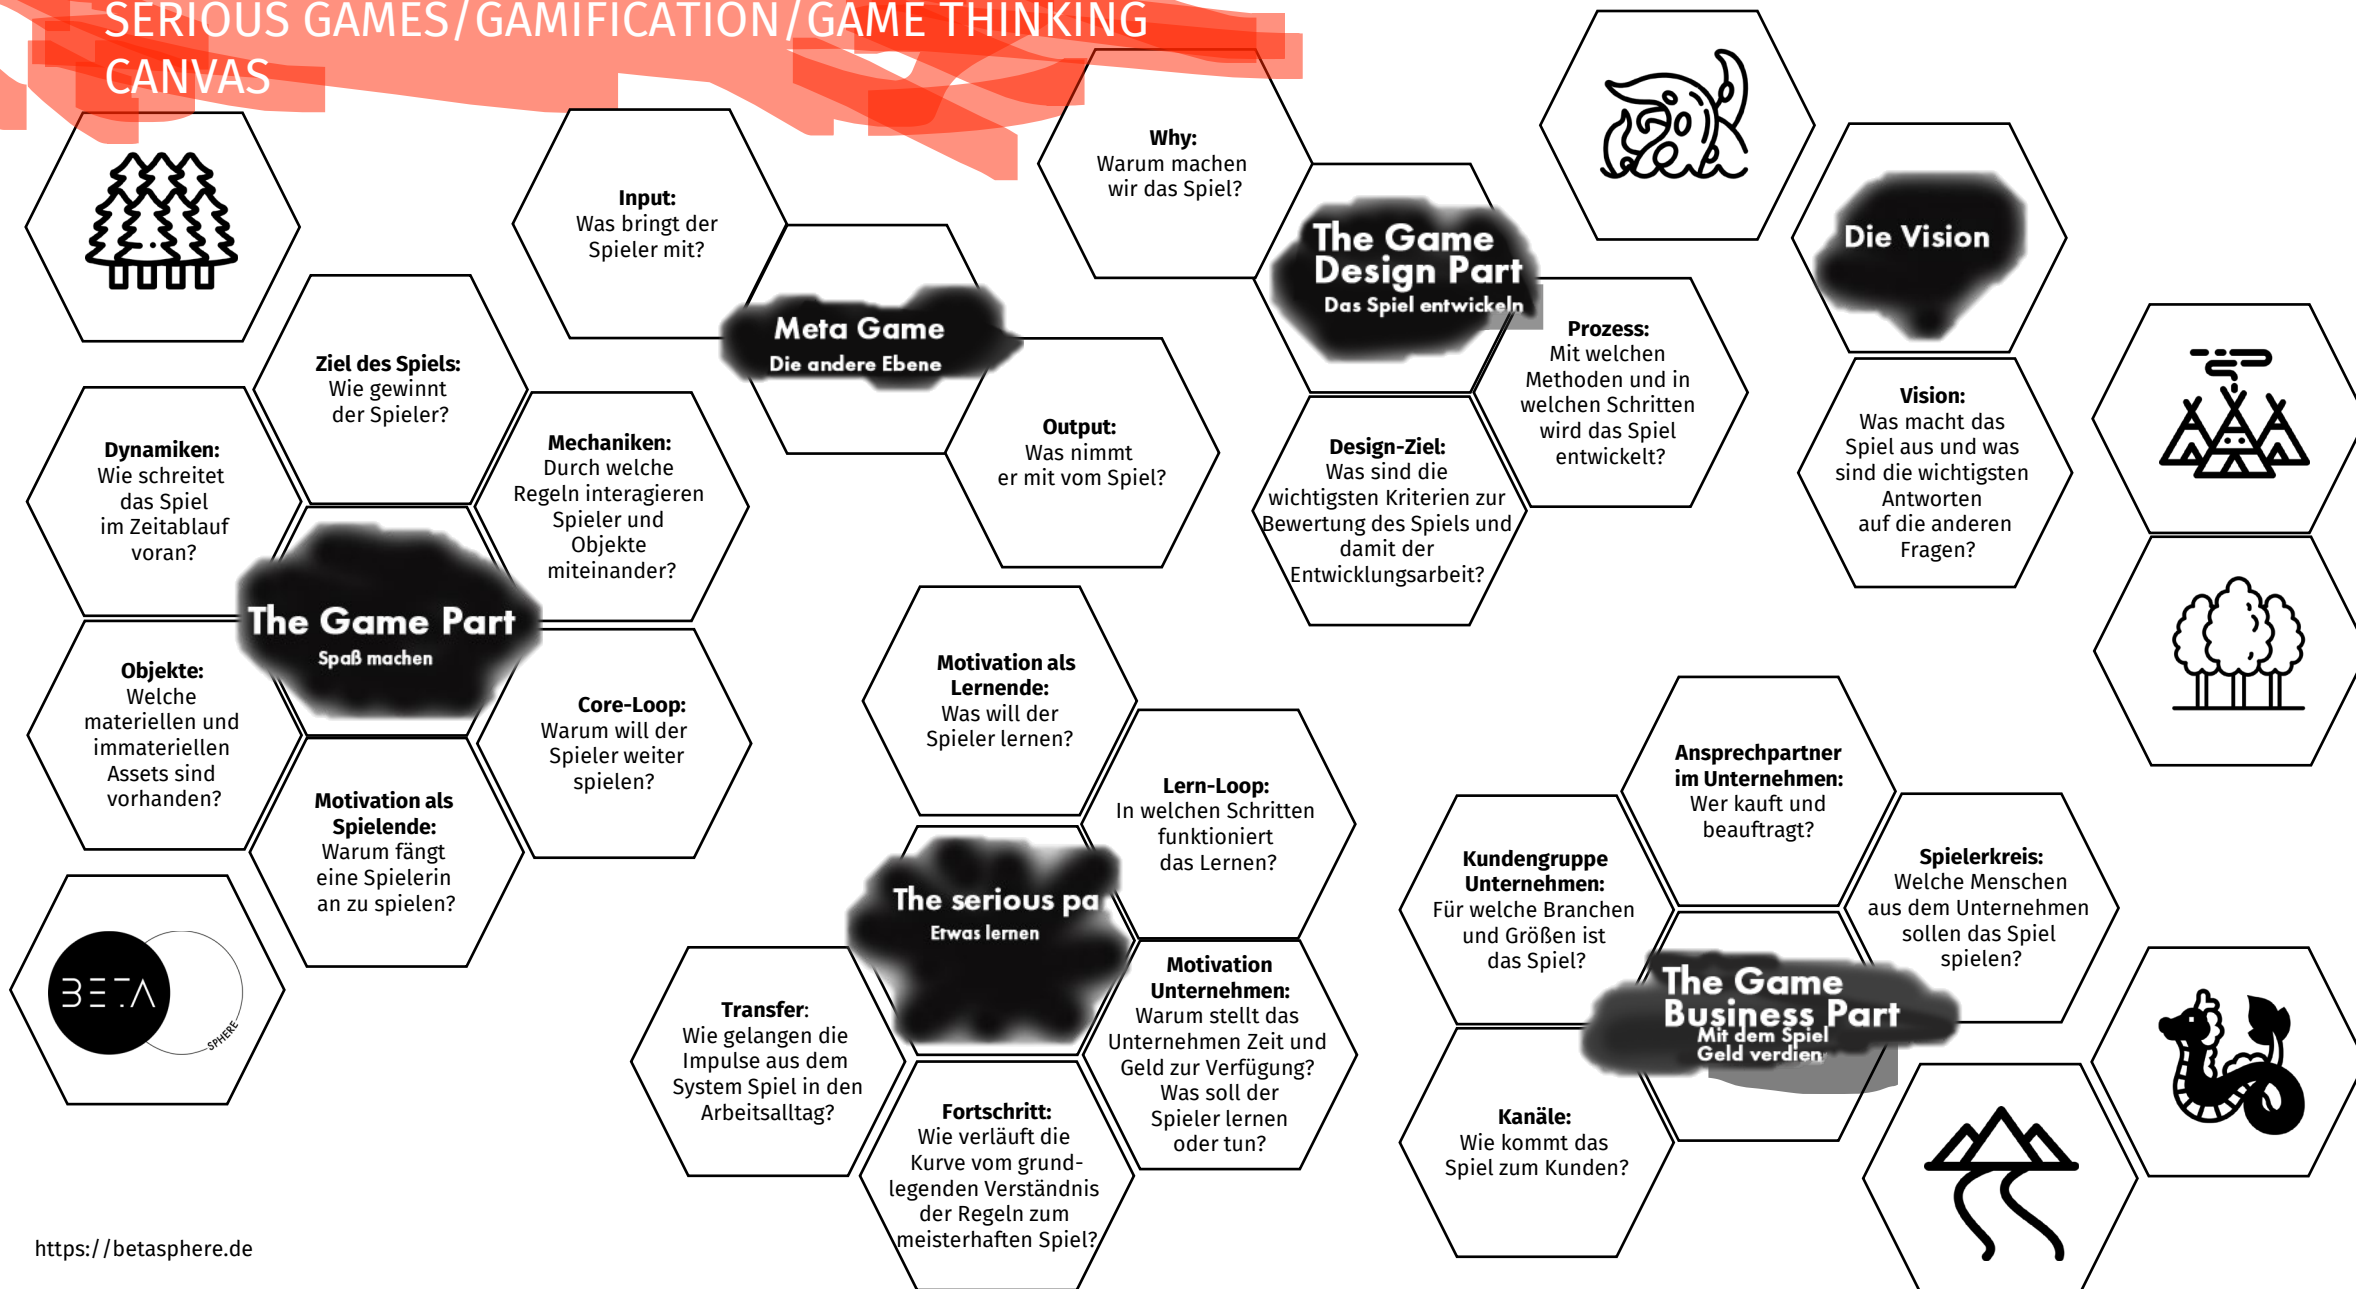 SERIOUS GAMES/GAMIFICATION/GAME THINKING
CANVAS
Input:
Was bringt der
Spieler mit?
Meta Game
Die andere Ebene
Output:
Was nimmt
er mit vom Spiel?
Why:
Warum machen
wir das Spiel?
The Game
Design Part
Das Spiel entwickeln
Prozess:
Mit welchen
Methoden und in
welchen Schritten
wird das Spiel
entwickelt?
Design-Ziel:
Was sind die
wichtigsten Kriterien zur
Bewertung des Spiels und
damit der
Entwicklungsarbeit?
Die Vision
Vision:
Was macht das
Spiel aus und was
sind die wichtigsten
Antworten
auf die anderen
Fragen?
Ziel des Spiels:
Wie gewinnt
der Spieler?
Dynamiken:
Wie schreitet
das Spiel
im Zeitablauf
voran?
Mechaniken:
Durch welche
Regeln interagieren
Spieler und
Objekte
miteinander?
The Game Part
Spaß machen
Objekte:
Welche
materiellen und
immateriellen
Assets sind
vorhanden?
Core-Loop:
Warum will der
Spieler weiter
spielen?
Motivation als
Spielende:
Warum fängt
eine Spielerin
an zu spielen?
Motivation als
Lernende:
Was will der
Spieler lernen?
Lern-Loop:
In welchen Schritten
funktioniert
das Lernen?
The serious pa
Etwas lernen
Motivation
Unternehmen:
Warum stellt das
Unternehmen Zeit und
Geld zur Verfügung?
Was soll der
Spieler lernen
oder tun?
Transfer:
Wie gelangen die
Impulse aus dem
System Spiel in den
Arbeitsalltag?
Fortschritt:
Wie verläuft die
Kurve vom grund-
legenden Verständnis
der Regeln zum
meisterhaften Spiel?
Ansprechpartner
im Unternehmen:
Wer kauft und
beauftragt?
Kundengruppe
Unternehmen:
Für welche Branchen
und Größen ist
das Spiel?
Spielerkreis:
Welche Menschen
aus dem Unternehmen
sollen das Spiel
spielen?
The Game
Business Part
Mit dem Spiel
Geld verdien
Kanäle:
Wie kommt das
Spiel zum Kunden?
BETA
SPHERE
https://betasphere.de